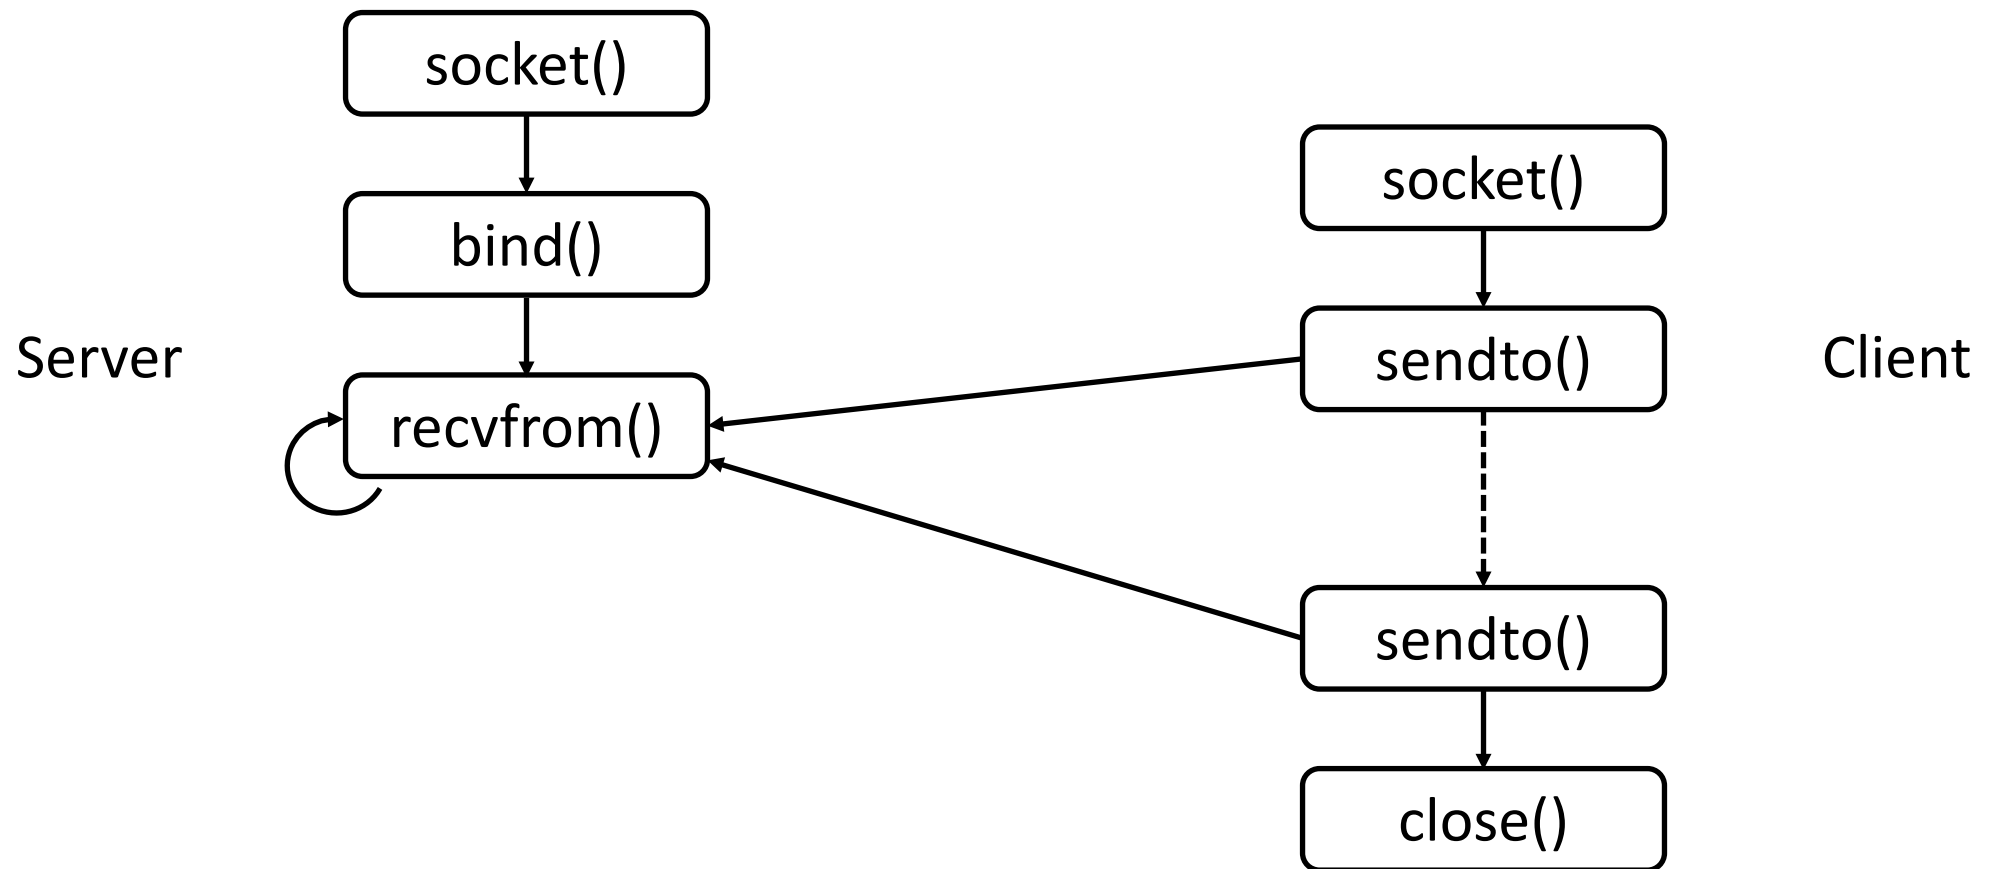 socket()
bind()
Server
recvfrom()
socket()
sendto()
Client
sendto()
close()